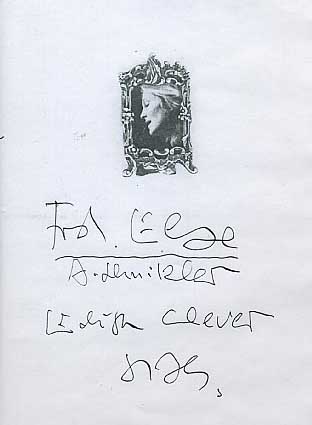 Frl. Else
A. Schnitzler
Edith Clever